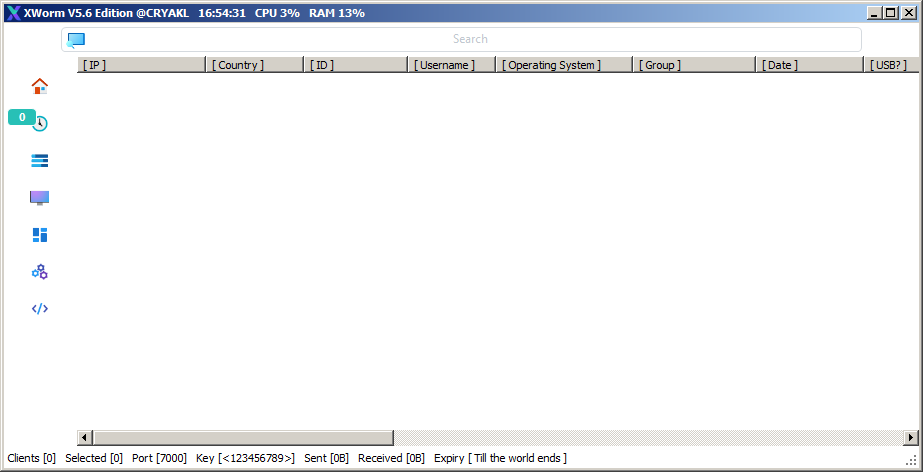 XWorm V5.6 Edition @CRYAKL 16:54:31 CPU 3% RAM 13%
Search
[ IP ] [ Country ] [ ID ] [ Username ] [ Operating System ] [ Group ] [ Date ] [ USB? ]
0
Clients [0] Selected [0] Port [7000] Key [<123456789>] Sent [0B] Received [0B] Expiry [ Till the world ends ]